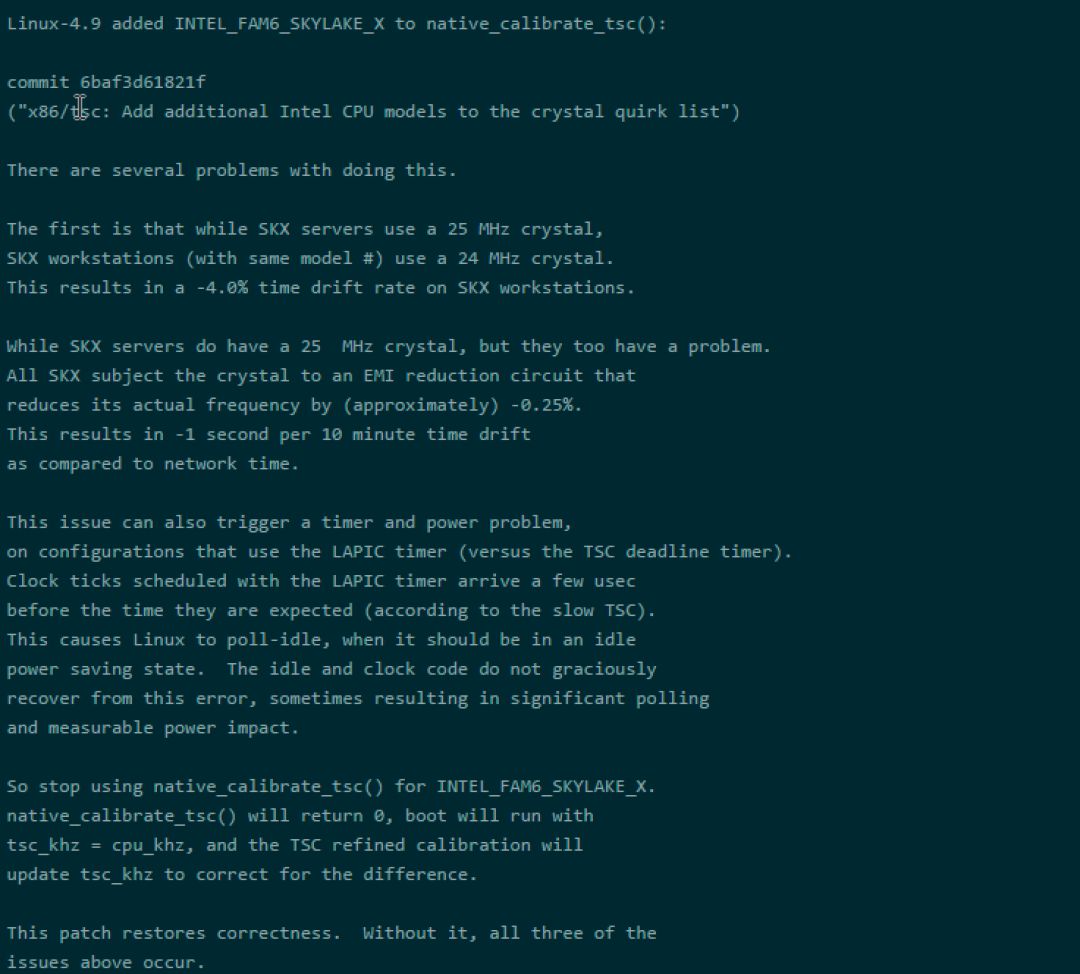 Linux-4.9 added INTEL_FAM6_SKYLAKE_X to native_calibrate_tsc():
commit 6baf3d61821f
("x86/tsc: Add additional Intel CPU models to the crystal quirk list")
There are several problems with doing this.
The first is that while SKX servers use a 25 MHz crystal,
SKX workstations (with same model #) use a 24 MHz crystal.
This results in a -4.0% time drift rate on SKX workstations.
While SKX servers do have a 25  MHz crystal, but they too have a problem.
All SKX subject the crystal to an EMI reduction circuit that
reduces its actual frequency by (approximately) -0.25%.
This results in -1 second per 10 minute time drift
as compared to network time.
This issue can also trigger a timer and power problem,
on configurations that use the LAPIC timer (versus the TSC deadline timer).
Clock ticks scheduled with the LAPIC timer arrive a few usec
before the time they are expected (according to the slow TSC).
This causes Linux to poll-idle, when it should be in an idle
power saving state.  The idle and clock code do not graciously
recover from this error, sometimes resulting in significant polling
and measurable power impact.
So stop using native_calibrate_tsc() for INTEL_FAM6_SKYLAKE_X.
native_calibrate_tsc() will return 0, boot will run with
tsc_khz = cpu_khz, and the TSC refined calibration will
update tsc_khz to correct for the difference.
This patch restores correctness.  Without it, all three of the
issues above occur.